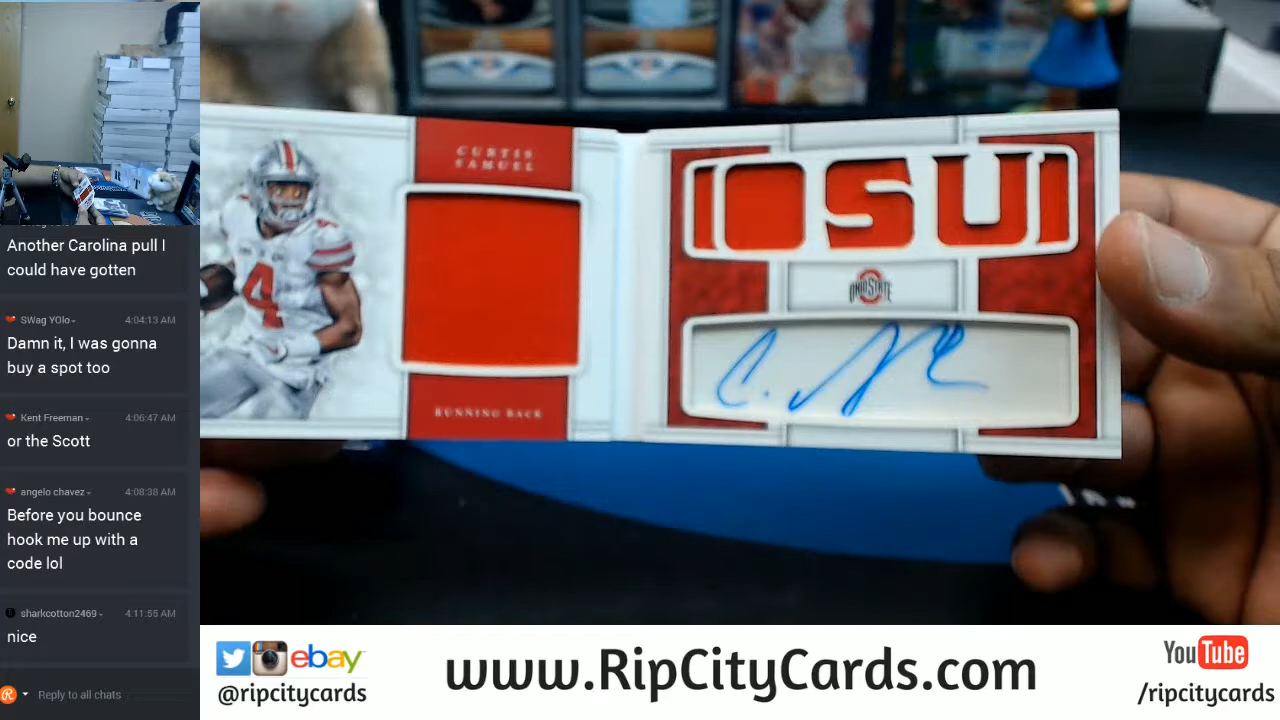 CURTIS
SAMUEL
4
RUNNING BACK
OSU
OHIO STATE
Another Carolina pull I
could have gotten
SWag YOlo 4:04:13 AM
Damn it, I was gonna
buy a spot too
Kent Freeman 4:06:47 AM
or the Scott
angelo chavez 4:08:38 AM
Before you bounce
hook me up with a
code lol
sharkcotton2469 4:11:55 AM
nice
Reply to all chats
ebay
@ripcitycards
www.RipCityCards.com
YouTube
/ripcitycards